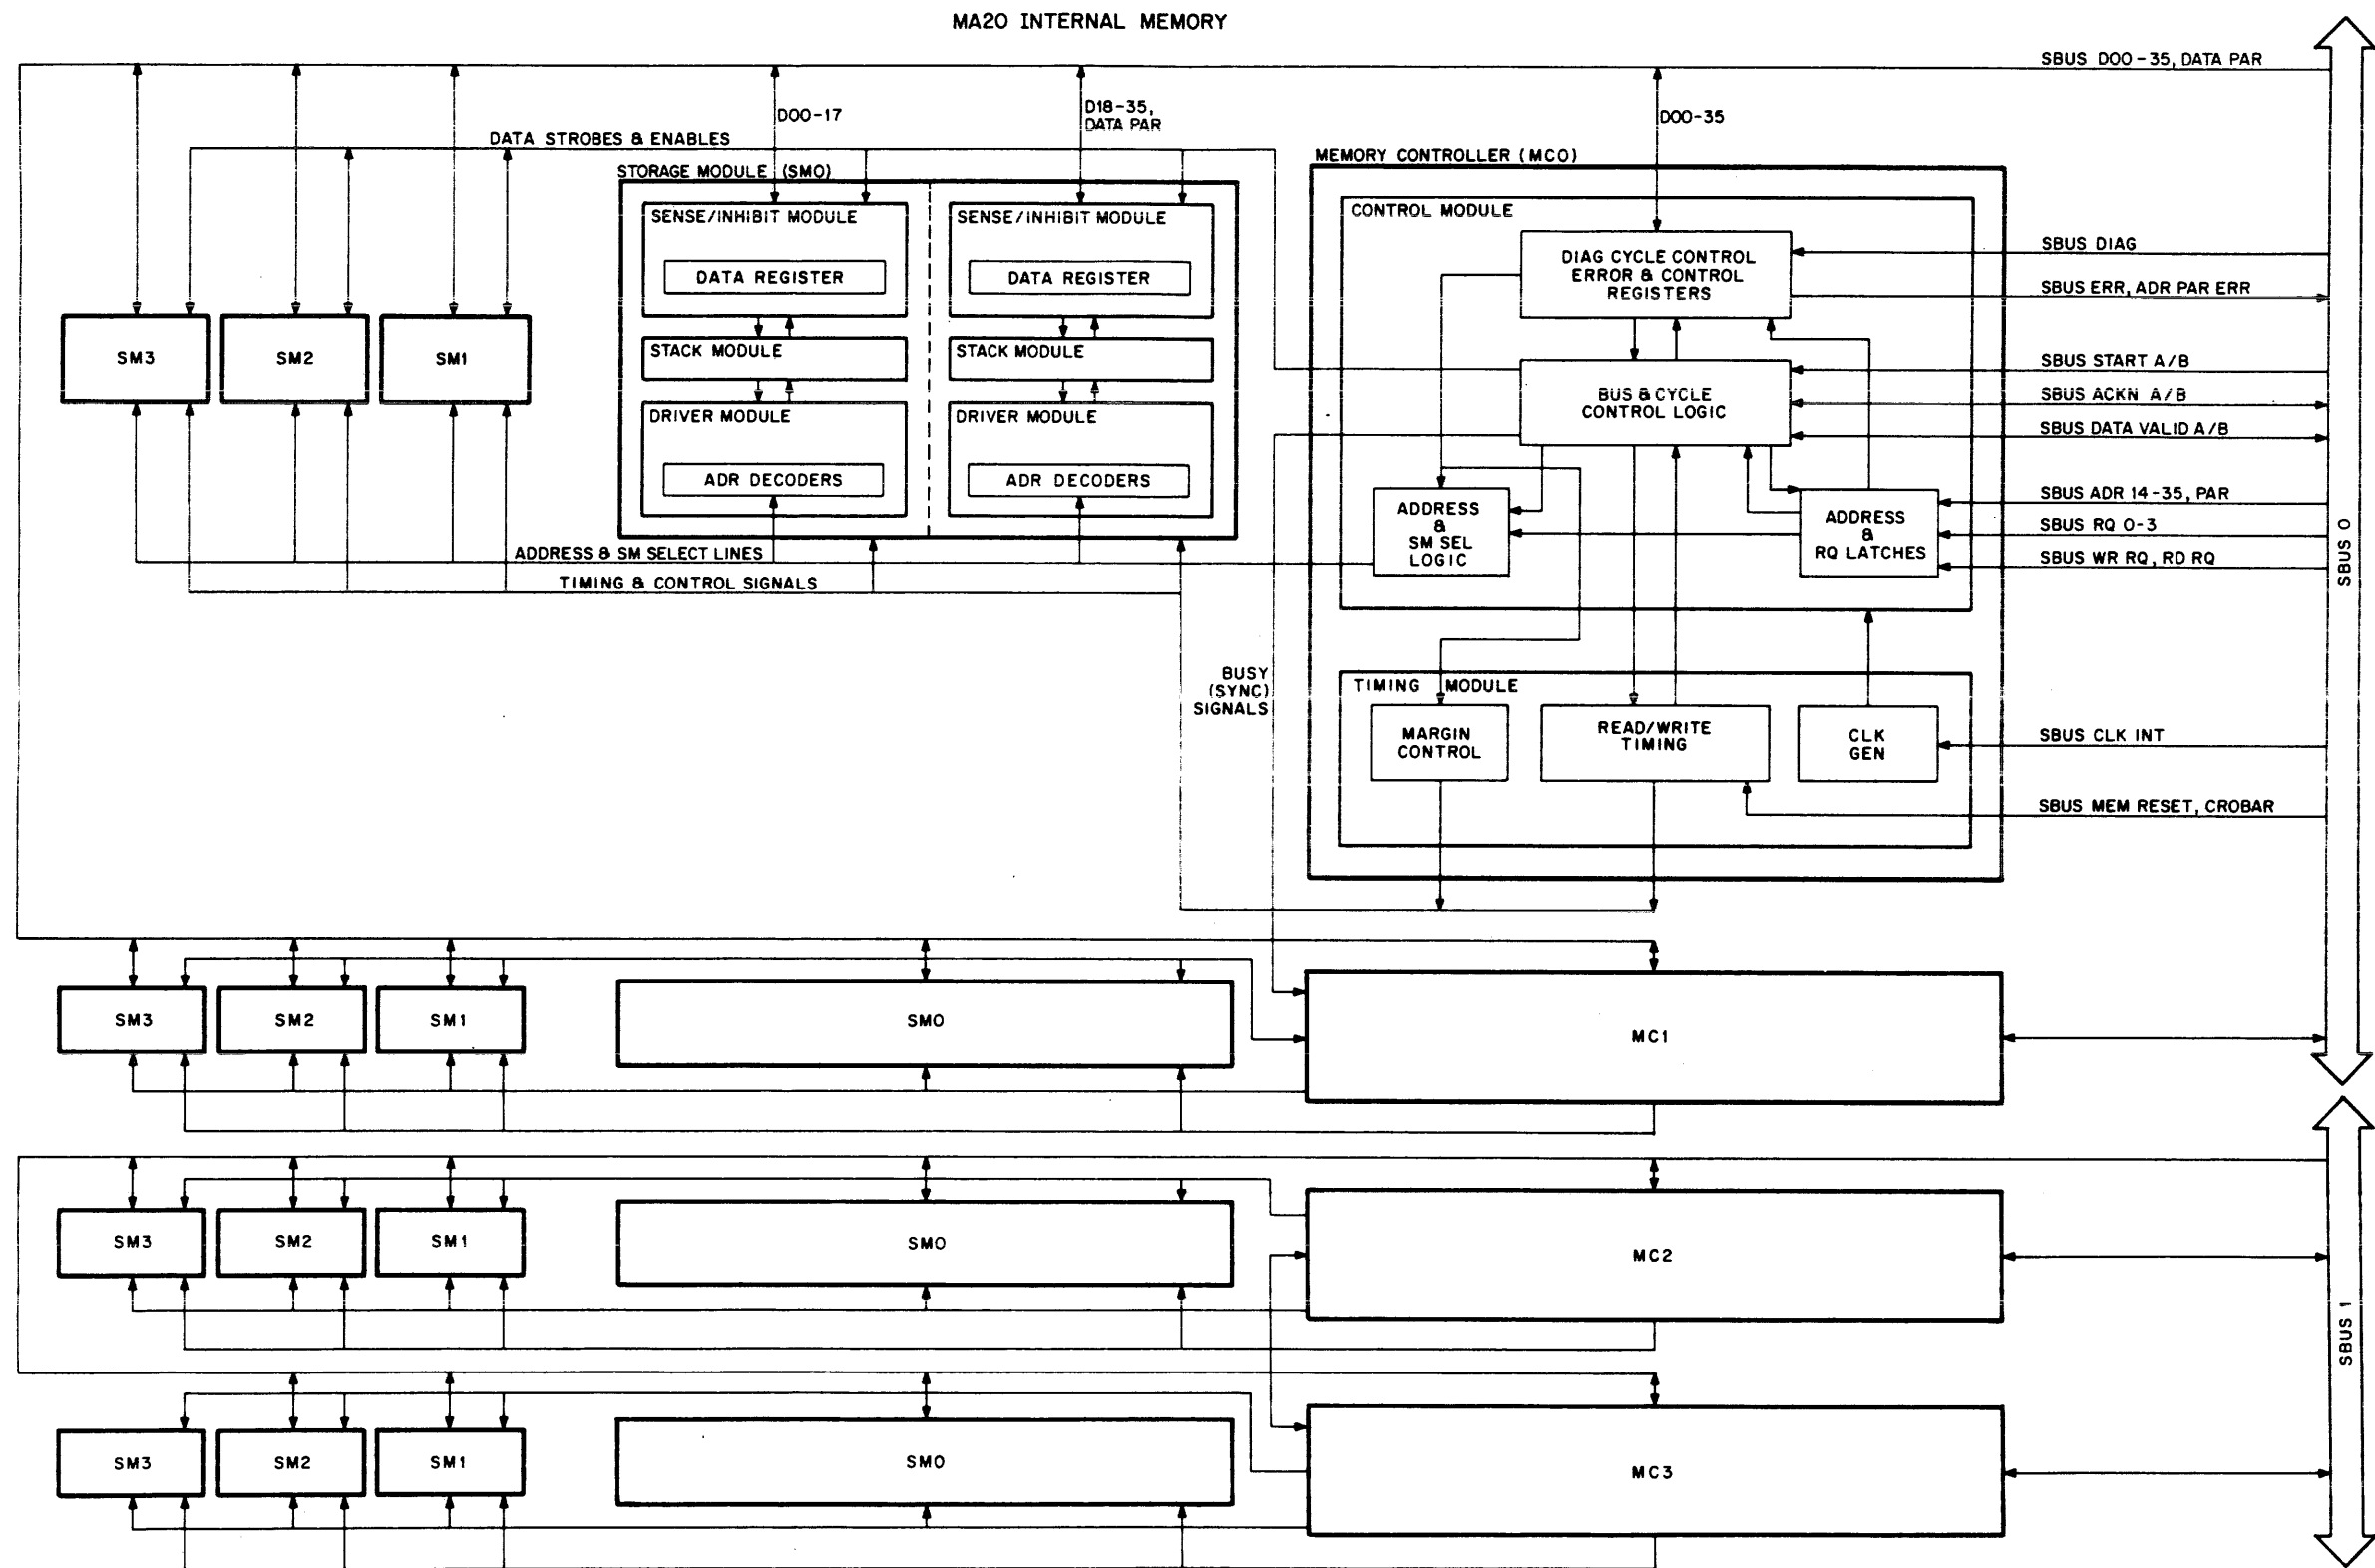 MA20 INTERNAL MEMORY
SBUS D00-35, DATA PAR
D00-17
D18-35,
DATA PAR
D00-35
DATA STROBES & ENABLES
STORAGE MODULE (SM0)
SENSE/INHIBIT MODULE
DATA REGISTER
STACK MODULE
DRIVER MODULE
ADR DECODERS
SENSE/INHIBIT MODULE
DATA REGISTER
STACK MODULE
DRIVER MODULE
ADR DECODERS
SM3
SM2
SM1
ADDRESS & SM SELECT LINES
TIMING & CONTROL SIGNALS
MEMORY CONTROLLER (MC0)
CONTROL MODULE
DIAG CYCLE CONTROL
ERROR & CONTROL
REGISTERS
BUS & CYCLE
CONTROL LOGIC
ADDRESS
&
SM SEL
LOGIC
ADDRESS
&
RQ LATCHES
BUSY
(SYNC)
SIGNALS
TIMING MODULE
MARGIN
CONTROL
READ/WRITE
TIMING
CLK
GEN
SBUS DIAG
SBUS ERR, ADR PAR ERR
SBUS START A/B
SBUS ACKN A/B
SBUS DATA VALID A/B
SBUS ADR 14-35, PAR
SBUS RQ 0-3
SBUS WR RQ, RD RQ
SBUS CLK INT
SBUS MEM RESET, CROBAR
SBUS 0
SM3
SM2
SM1
SM0
MC1
SM3
SM2
SM1
SM0
MC2
SBUS 1
SM3
SM2
SM1
SM0
MC3